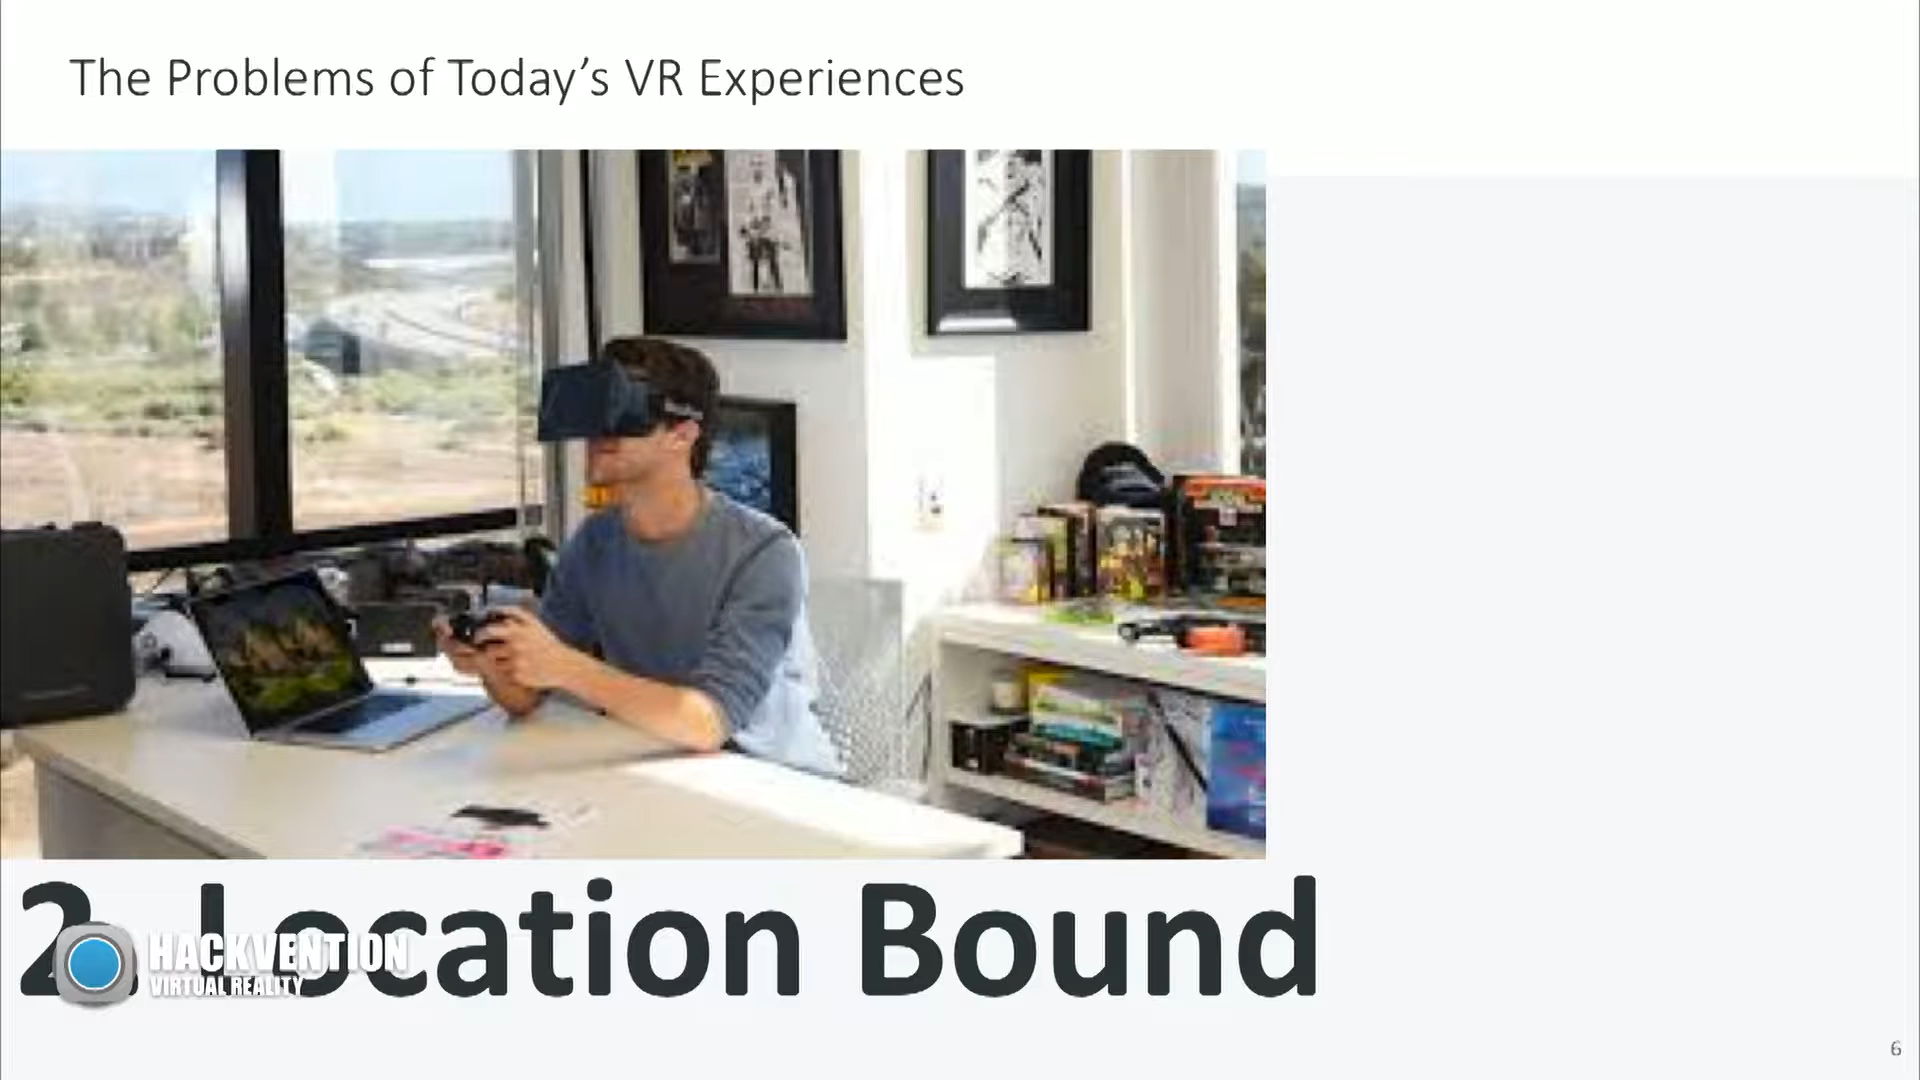 The Problems of Today's VR Experiences
2. Location Bound
HACKVENTION
VIRTUAL REALITY
6